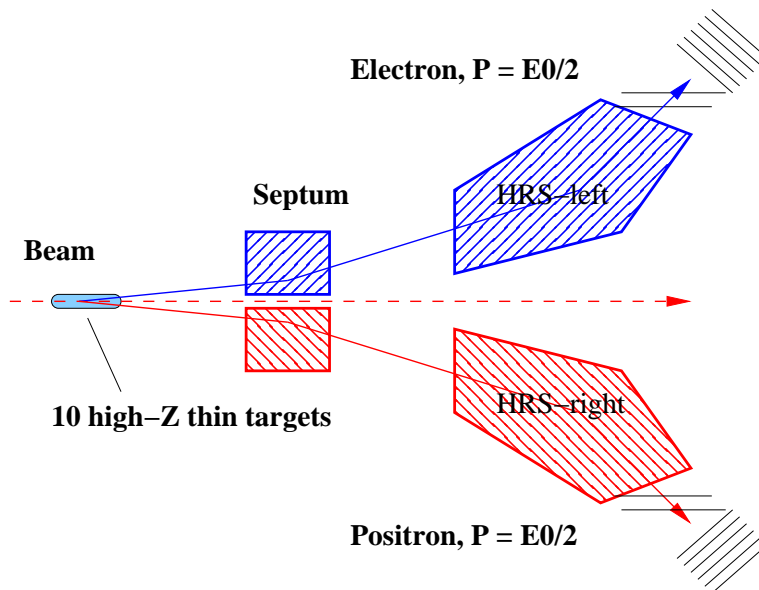 Electron, P = E0/2
HRS−left
Septum
Beam
10 high−Z thin targets
HRS−right
Positron, P = E0/2